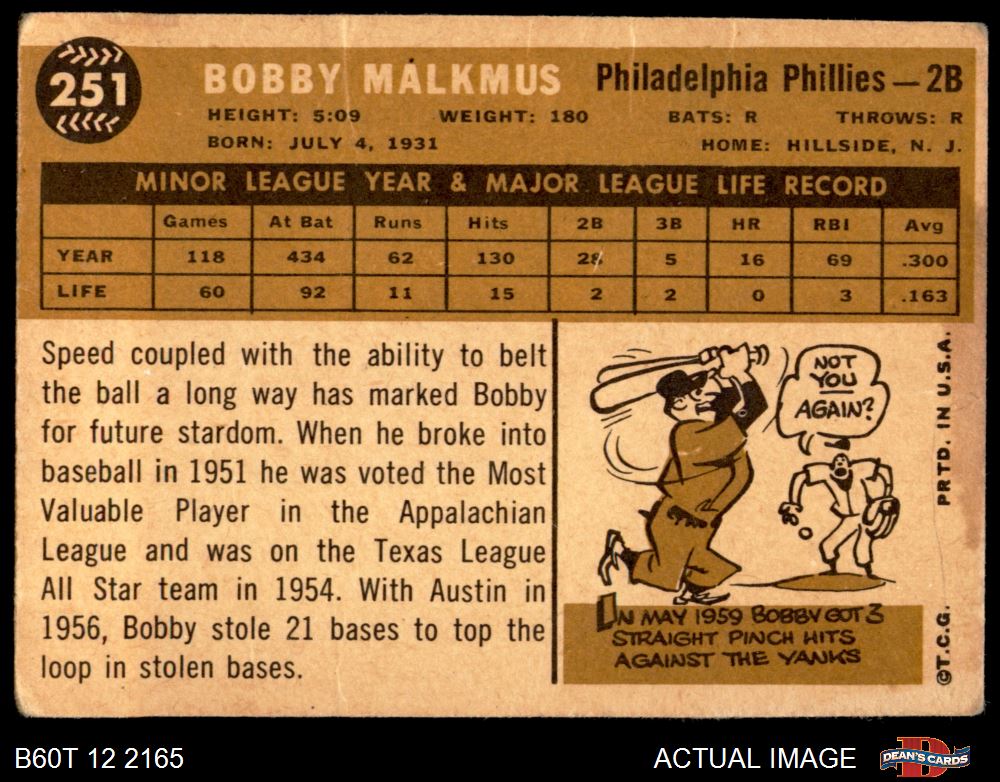 251
BOBBY MALKMUS Philadelphia Phillies — 2B
HEIGHT: 5:09 WEIGHT: 180 BATS: R THROWS: R
BORN: JULY 4, 1931 HOME: HILLSIDE, N. J.
MINOR LEAGUE YEAR & MAJOR LEAGUE LIFE RECORD
Games At Bat Runs Hits 2B 3B HR RBI Avg
YEAR 118 434 62 130 28 5 16 69 .300
LIFE 60 92 11 15 2 2 0 3 .163
Speed coupled with the ability to belt
the ball a long way has marked Bobby
for future stardom. When he broke into
baseball in 1951 he was voted the Most
Valuable Player in the Appalachian
League and was on the Texas League
All Star team in 1954. With Austin in
1956, Bobby stole 21 bases to top the
loop in stolen bases.
NOT
YOU
AGAIN?
IN MAY 1959 BOBBY GOT 3
STRAIGHT PINCH HITS
AGAINST THE YANKS
©T.C.G. PRTD. IN U.S.A.
B60T 12 2165 ACTUAL IMAGE DEAN'S CARDS